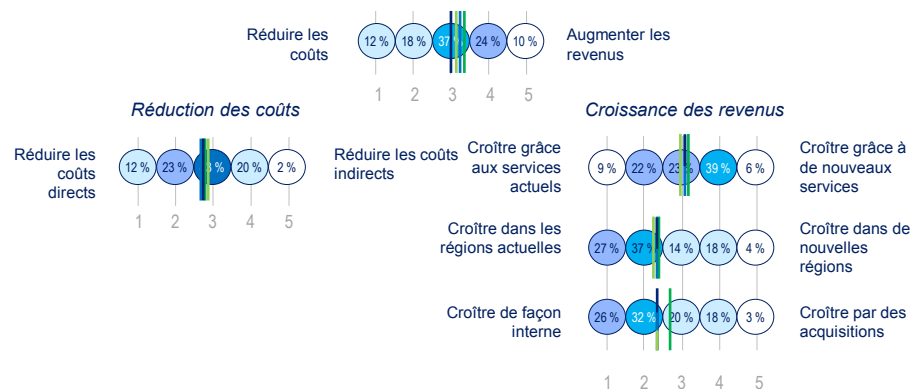 Réduire les
coûts
12 % 18 % 37 % 24 % 10 %
Augmenter les
revenus
1 2 3 4 5
Réduction des coûts
Croissance des revenus
Réduire les
coûts
directs
12 % 23 % 20 % 2 %
Réduire les coûts
indirects
1 2 3 4 5
Croître grâce
aux services
actuels
9 % 22 % 23 % 39 % 6 %
Croître grâce à
de nouveaux
services
Croître dans les
régions actuelles
27 % 37 % 14 % 18 % 4 %
Croître dans de
nouvelles
régions
Croître de façon
interne
26 % 32 % 20 % 18 % 3 %
Croître par des
acquisitions
1 2 3 4 5